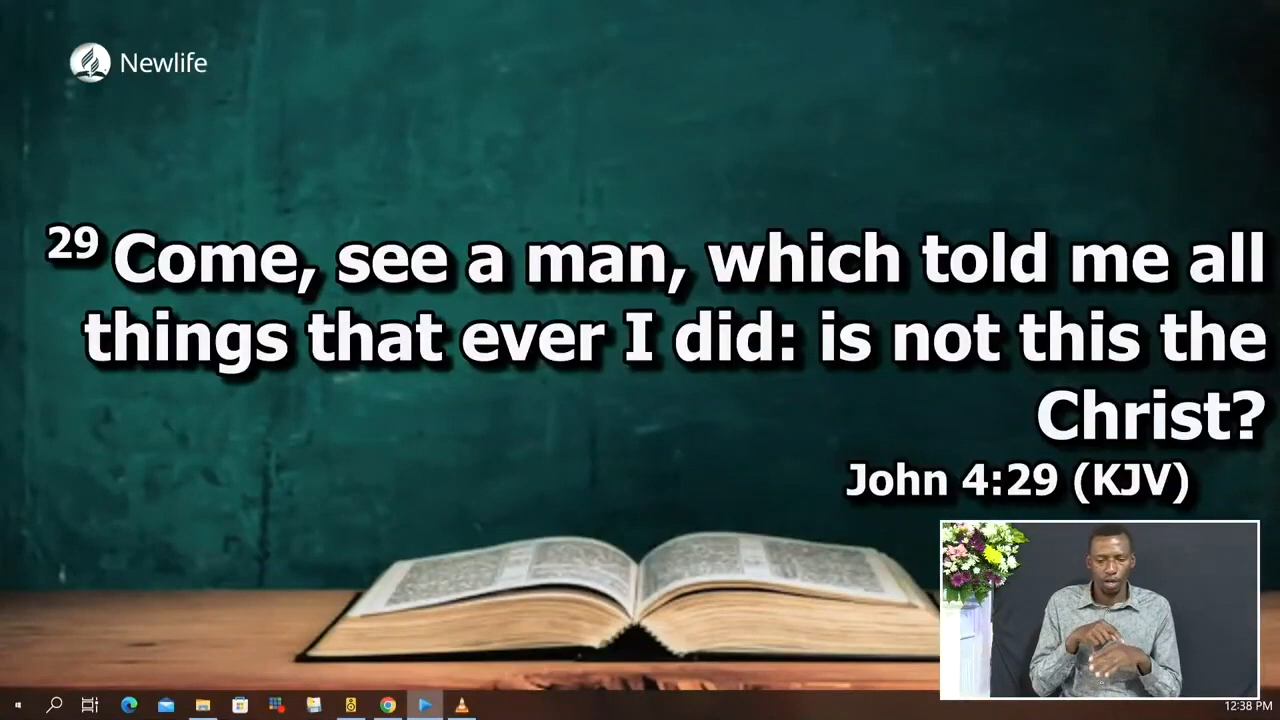 Newlife
29 Come, see a man, which told me all
things that ever I did: is not this the
Christ?
John 4:29 (KJV)
12:38 PM